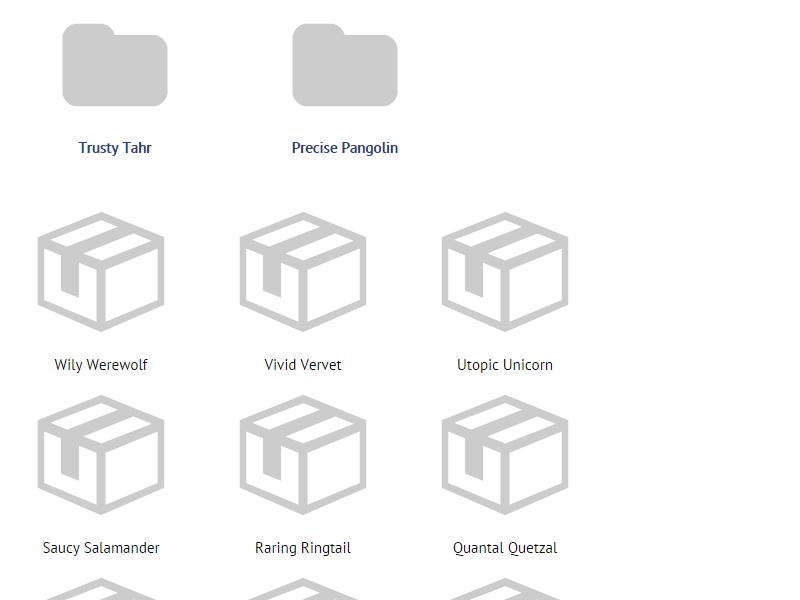 Trusty Tahr
Precise Pangolin
Wily Werewolf
Vivid Vervet
Utopic Unicorn
Saucy Salamander
Raring Ringtail
Quantal Quetzal